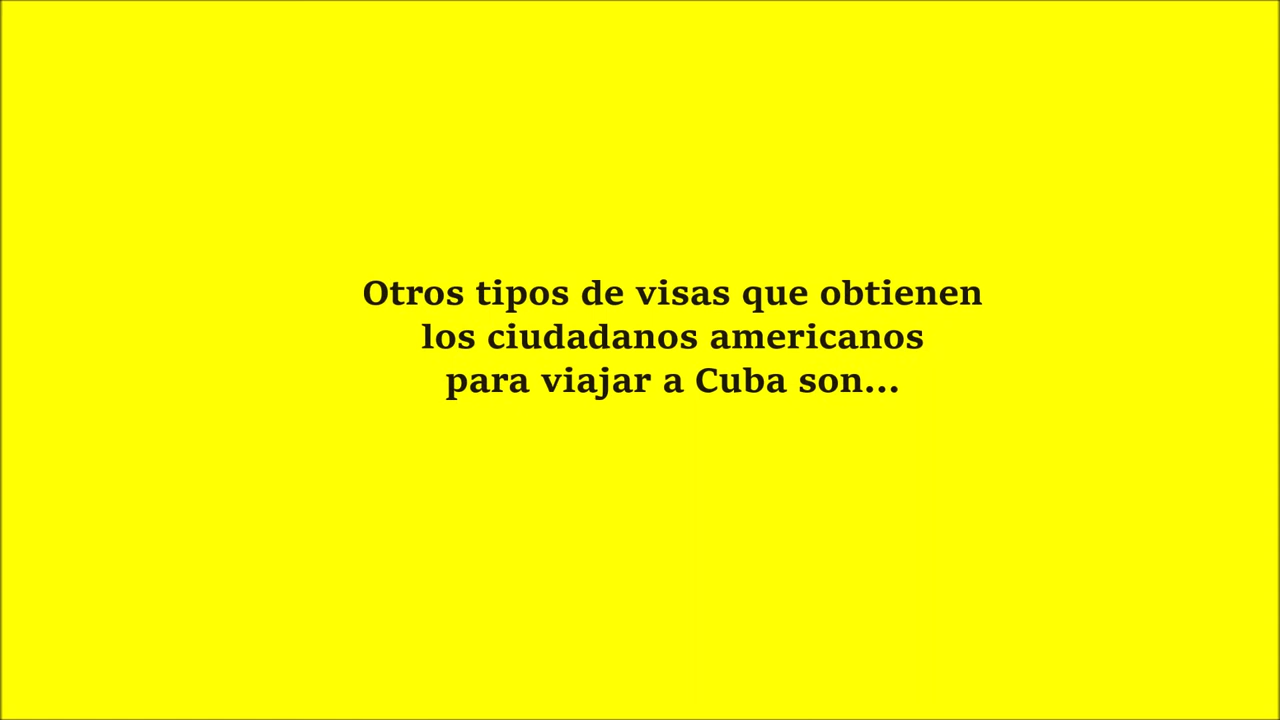 Otros tipos de visas que obtienen
los ciudadanos americanos
para viajar a Cuba son...